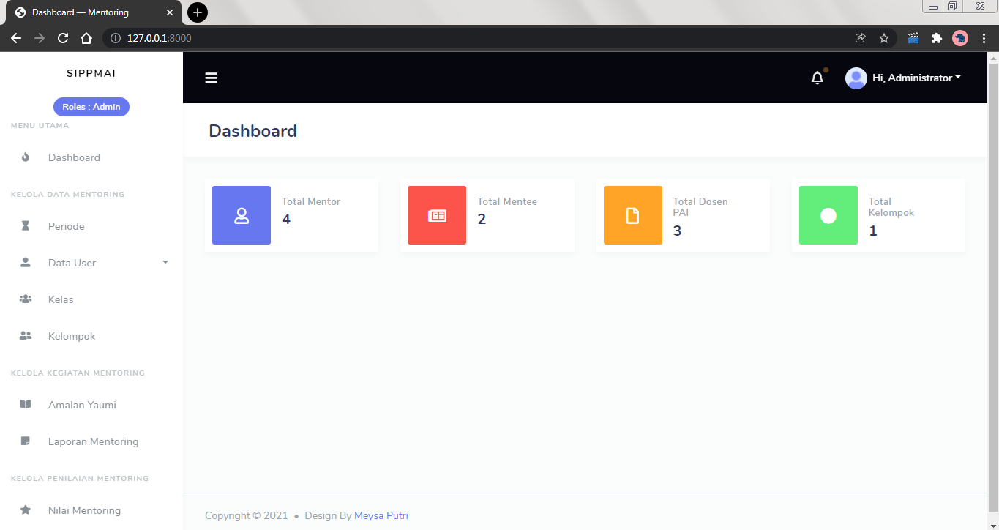 Dashboard — Mentoring
127.0.0.1:8000
SIPPMAI
Roles : Admin
MENU UTAMA
Dashboard
KELOLA DATA MENTORING
Periode
Data User
Kelas
Kelompok
KELOLA KEGIATAN MENTORING
Amalan Yaumi
Laporan Mentoring
KELOLA PENILAIAN MENTORING
Nilai Mentoring
Hi, Administrator
Dashboard
Total Mentor
4
Total Mentee
2
Total Dosen
PAI
3
Total
Kelompok
1
Copyright © 2021 • Design By Meysa Putri